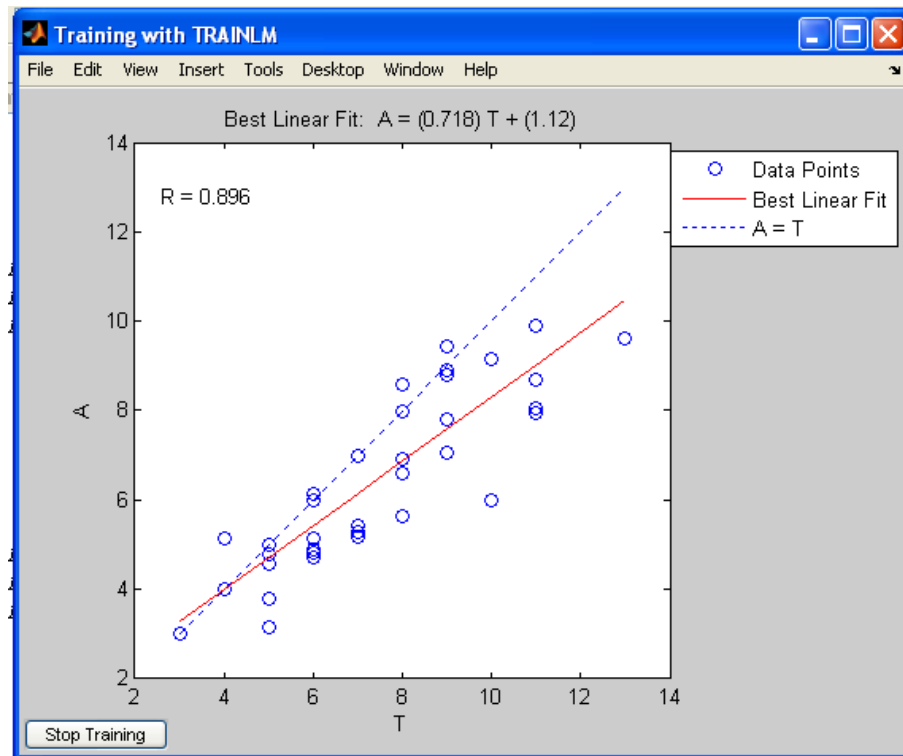 Training with TRAINLM
File Edit View Insert Tools Desktop Window Help
Best Linear Fit: A = (0.718) T + (1.12)
R = 0.896
Data Points
Best Linear Fit
A = T
14
12
10
8
6
4
2
A
2 4 6 8 10 12 14
T
Stop Training